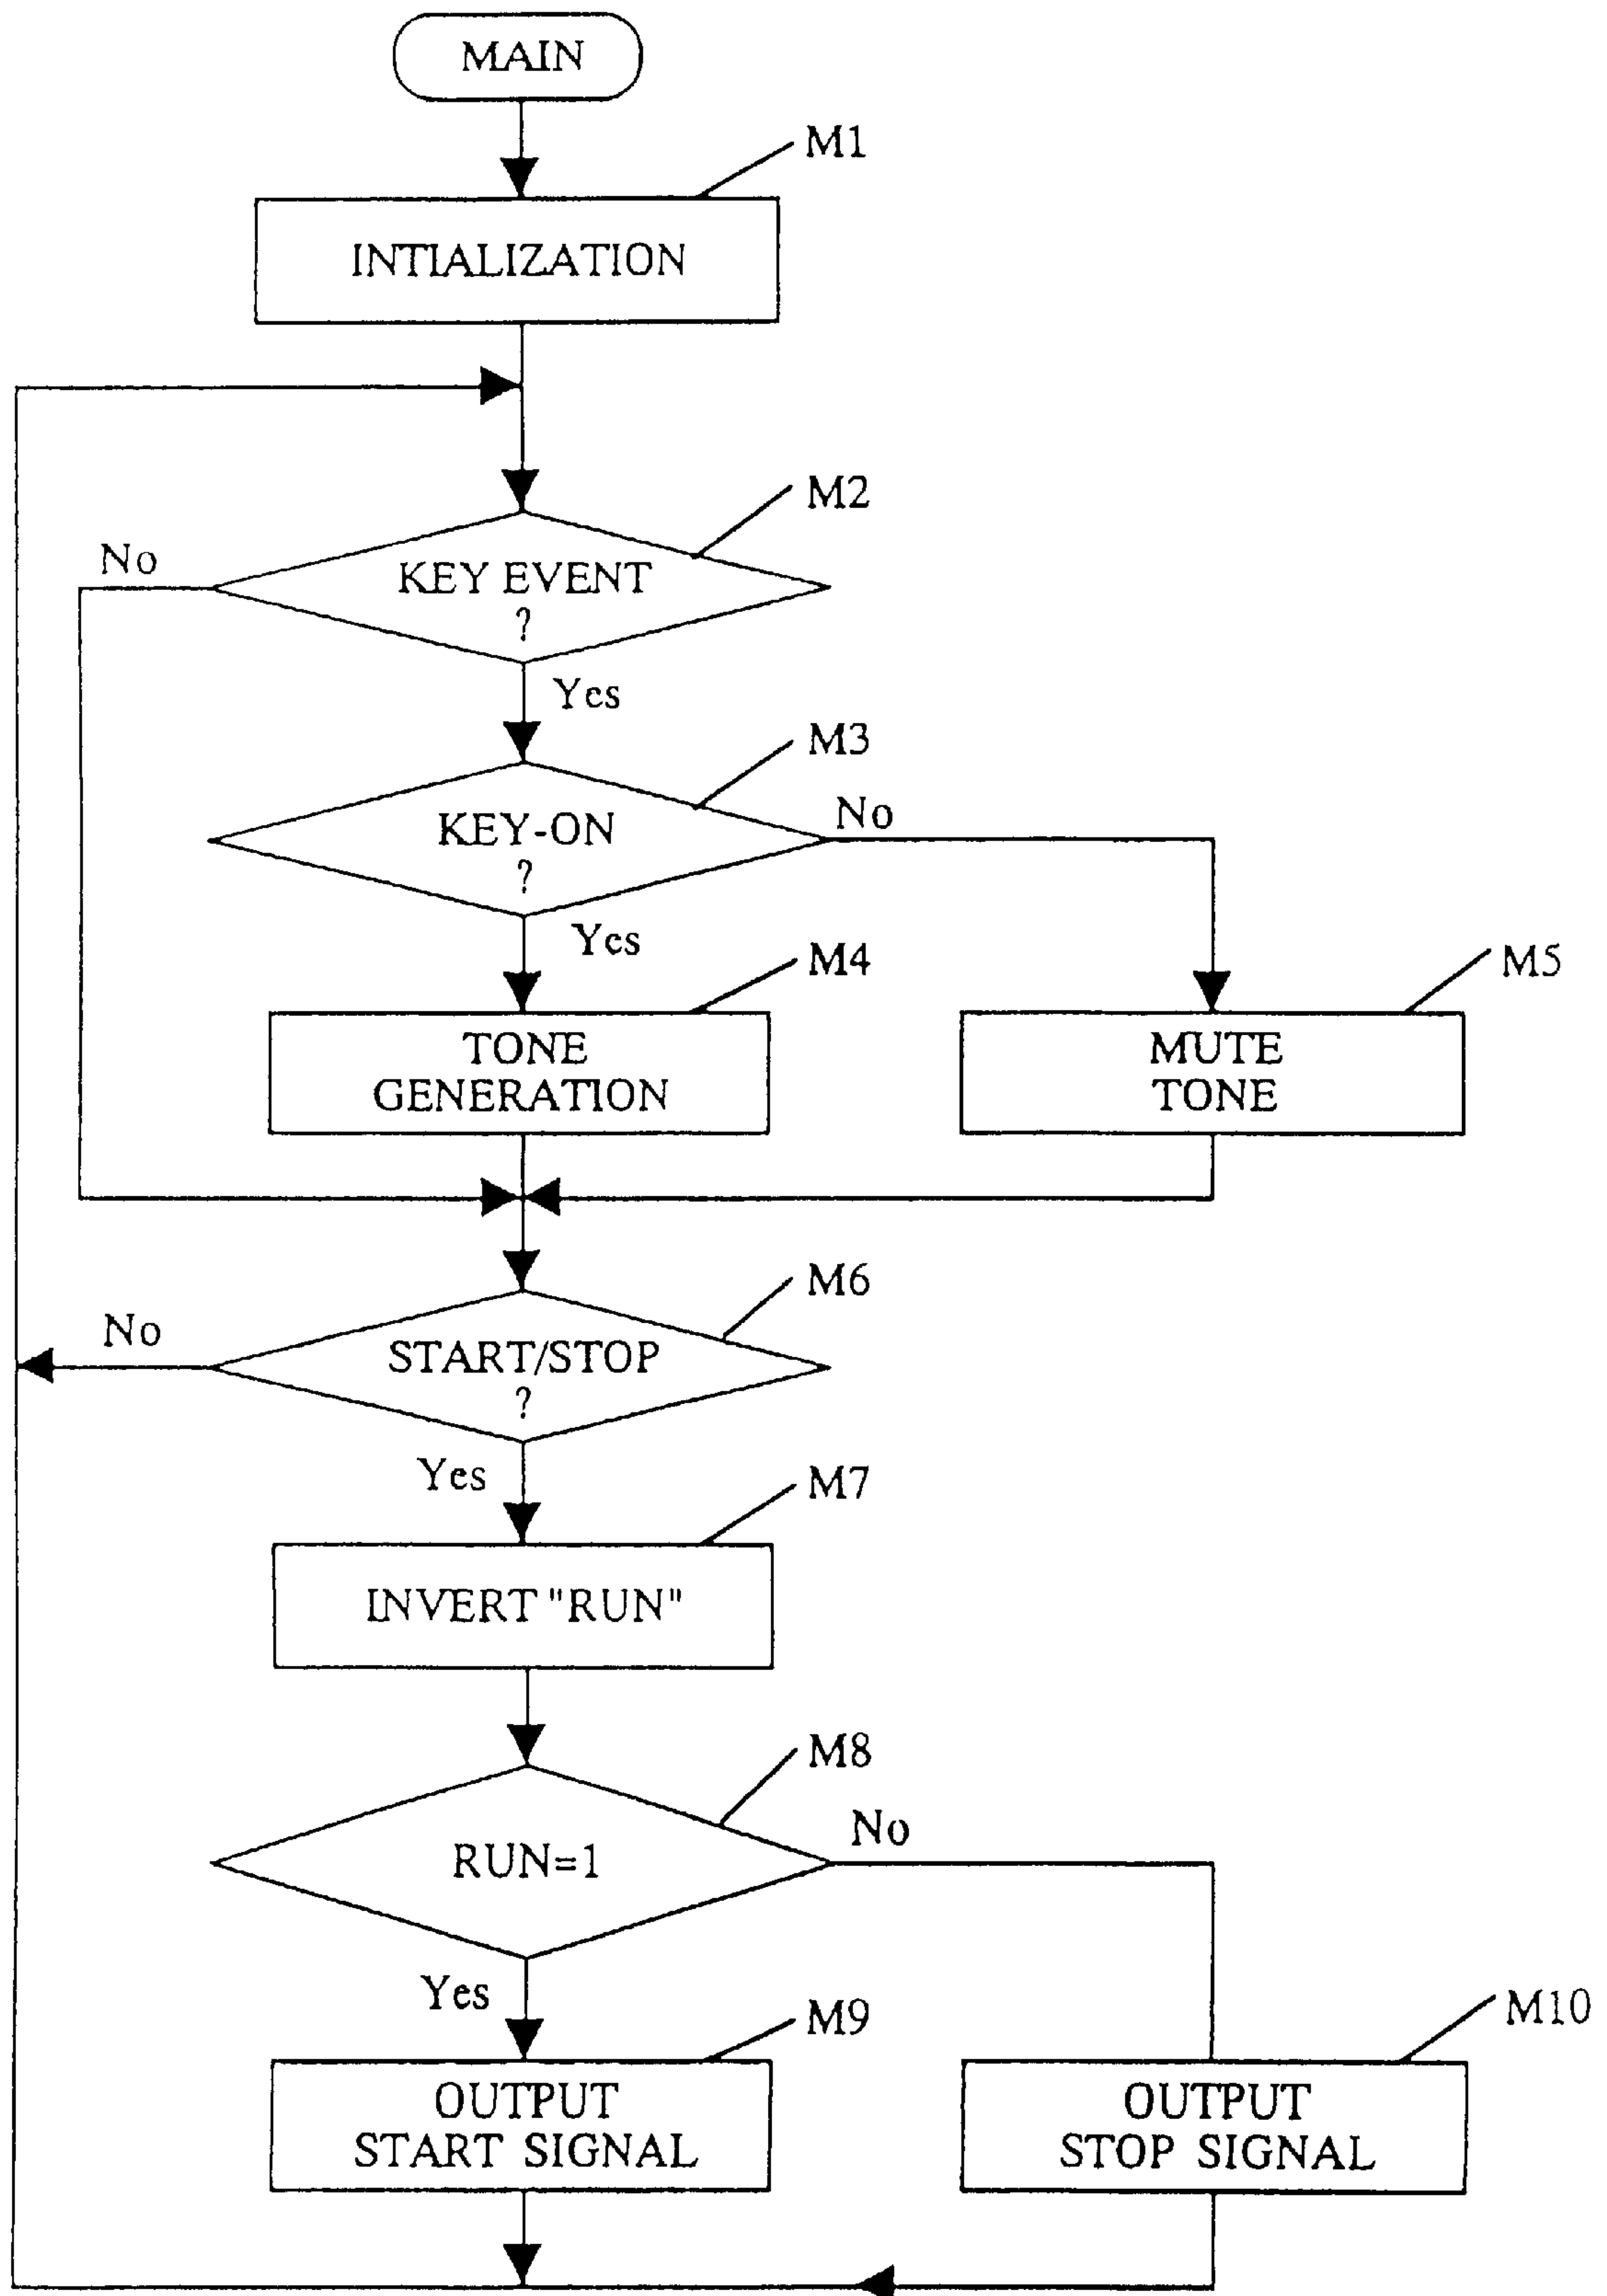 MAIN
M1
INTIALIZATION
M2
No
KEY EVENT
?
Yes
M3
KEY-ON
?
No
Yes
M4
M5
TONE
GENERATION
MUTE
TONE
M6
No
START/STOP
?
Yes
M7
INVERT "RUN"
M8
RUN=1
No
Yes
M9
M10
OUTPUT
START SIGNAL
OUTPUT
STOP SIGNAL